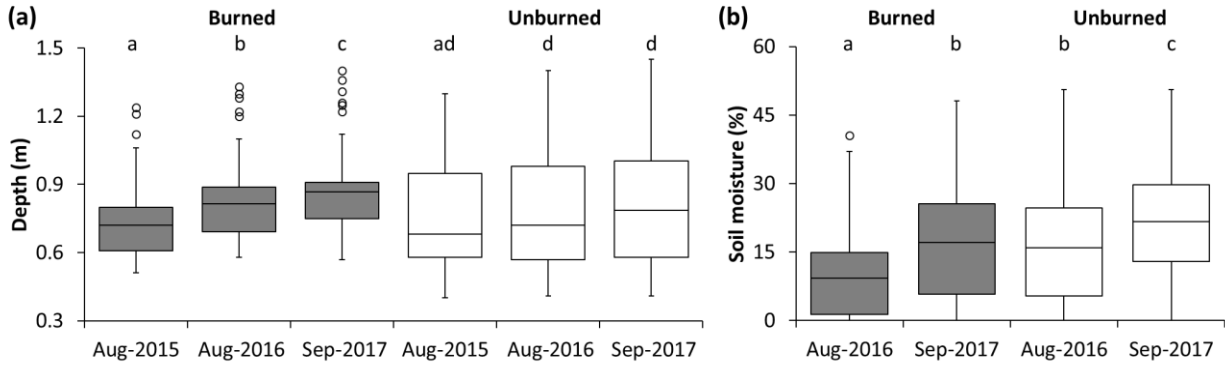 (a)
Burned
Unburned
a
b
c
ad
d
d
Depth (m)
1.5
1.2
0.9
0.6
0.3
Aug-2015
Aug-2016
Sep-2017
Aug-2015
Aug-2016
Sep-2017
(b)
Burned
Unburned
a
b
b
c
Soil moisture (%)
60
45
30
15
0
Aug-2016
Sep-2017
Aug-2016
Sep-2017